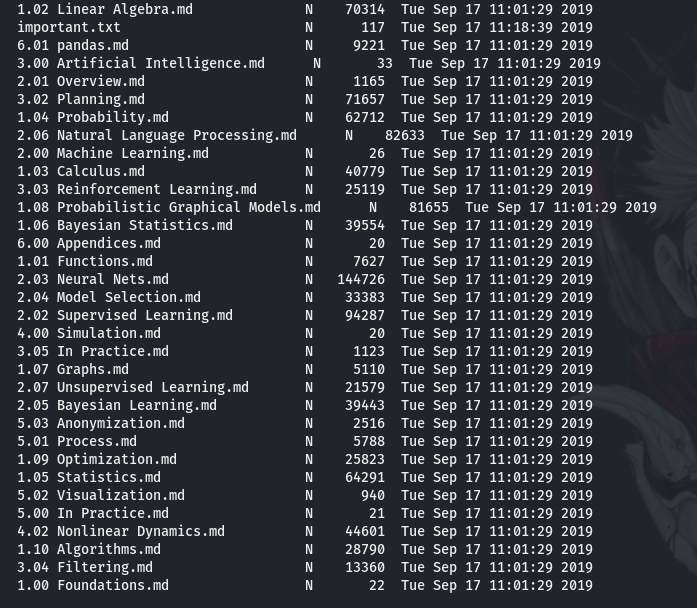 1.02 Linear Algebra.md N 70314 Tue Sep 17 11:01:29 2019
important.txt N 117 Tue Sep 17 11:18:39 2019
6.01 pandas.md N 9221 Tue Sep 17 11:01:29 2019
3.00 Artificial Intelligence.md N 33 Tue Sep 17 11:01:29 2019
2.01 Overview.md N 1165 Tue Sep 17 11:01:29 2019
3.02 Planning.md N 71657 Tue Sep 17 11:01:29 2019
1.04 Probability.md N 62712 Tue Sep 17 11:01:29 2019
2.06 Natural Language Processing.md N 82633 Tue Sep 17 11:01:29 2019
2.00 Machine Learning.md N 26 Tue Sep 17 11:01:29 2019
1.03 Calculus.md N 40779 Tue Sep 17 11:01:29 2019
3.03 Reinforcement Learning.md N 25119 Tue Sep 17 11:01:29 2019
1.08 Probabilistic Graphical Models.md N 81655 Tue Sep 17 11:01:29 2019
1.06 Bayesian Statistics.md N 39554 Tue Sep 17 11:01:29 2019
6.00 Appendices.md N 20 Tue Sep 17 11:01:29 2019
1.01 Functions.md N 7627 Tue Sep 17 11:01:29 2019
2.03 Neural Nets.md N 144726 Tue Sep 17 11:01:29 2019
2.04 Model Selection.md N 33383 Tue Sep 17 11:01:29 2019
2.02 Supervised Learning.md N 94287 Tue Sep 17 11:01:29 2019
4.00 Simulation.md N 20 Tue Sep 17 11:01:29 2019
3.05 In Practice.md N 1123 Tue Sep 17 11:01:29 2019
1.07 Graphs.md N 5110 Tue Sep 17 11:01:29 2019
2.07 Unsupervised Learning.md N 21579 Tue Sep 17 11:01:29 2019
2.05 Bayesian Learning.md N 39443 Tue Sep 17 11:01:29 2019
5.03 Anonymization.md N 2516 Tue Sep 17 11:01:29 2019
5.01 Process.md N 5788 Tue Sep 17 11:01:29 2019
1.09 Optimization.md N 25823 Tue Sep 17 11:01:29 2019
1.05 Statistics.md N 64291 Tue Sep 17 11:01:29 2019
5.02 Visualization.md N 940 Tue Sep 17 11:01:29 2019
5.00 In Practice.md N 21 Tue Sep 17 11:01:29 2019
4.02 Nonlinear Dynamics.md N 44601 Tue Sep 17 11:01:29 2019
1.10 Algorithms.md N 28790 Tue Sep 17 11:01:29 2019
3.04 Filtering.md N 13360 Tue Sep 17 11:01:29 2019
1.00 Foundations.md N 22 Tue Sep 17 11:01:29 2019